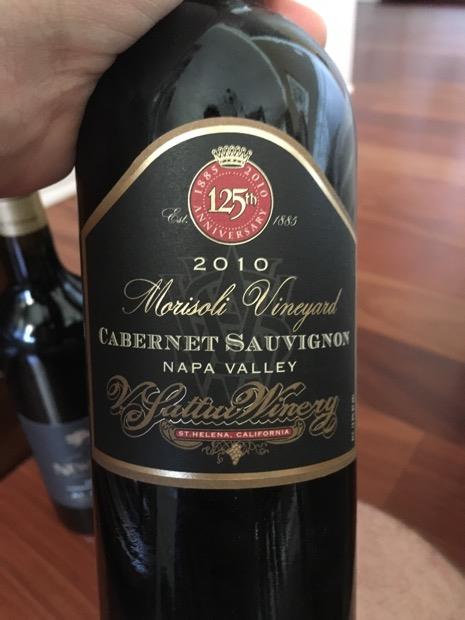 1885 2010
125th
ANNIVERSARY
Est. 1885
2010
Morisoli Vineyard
CABERNET SAUVIGNON
NAPA VALLEY
V. Sattui Winery
ST. HELENA, CALIFORNIA